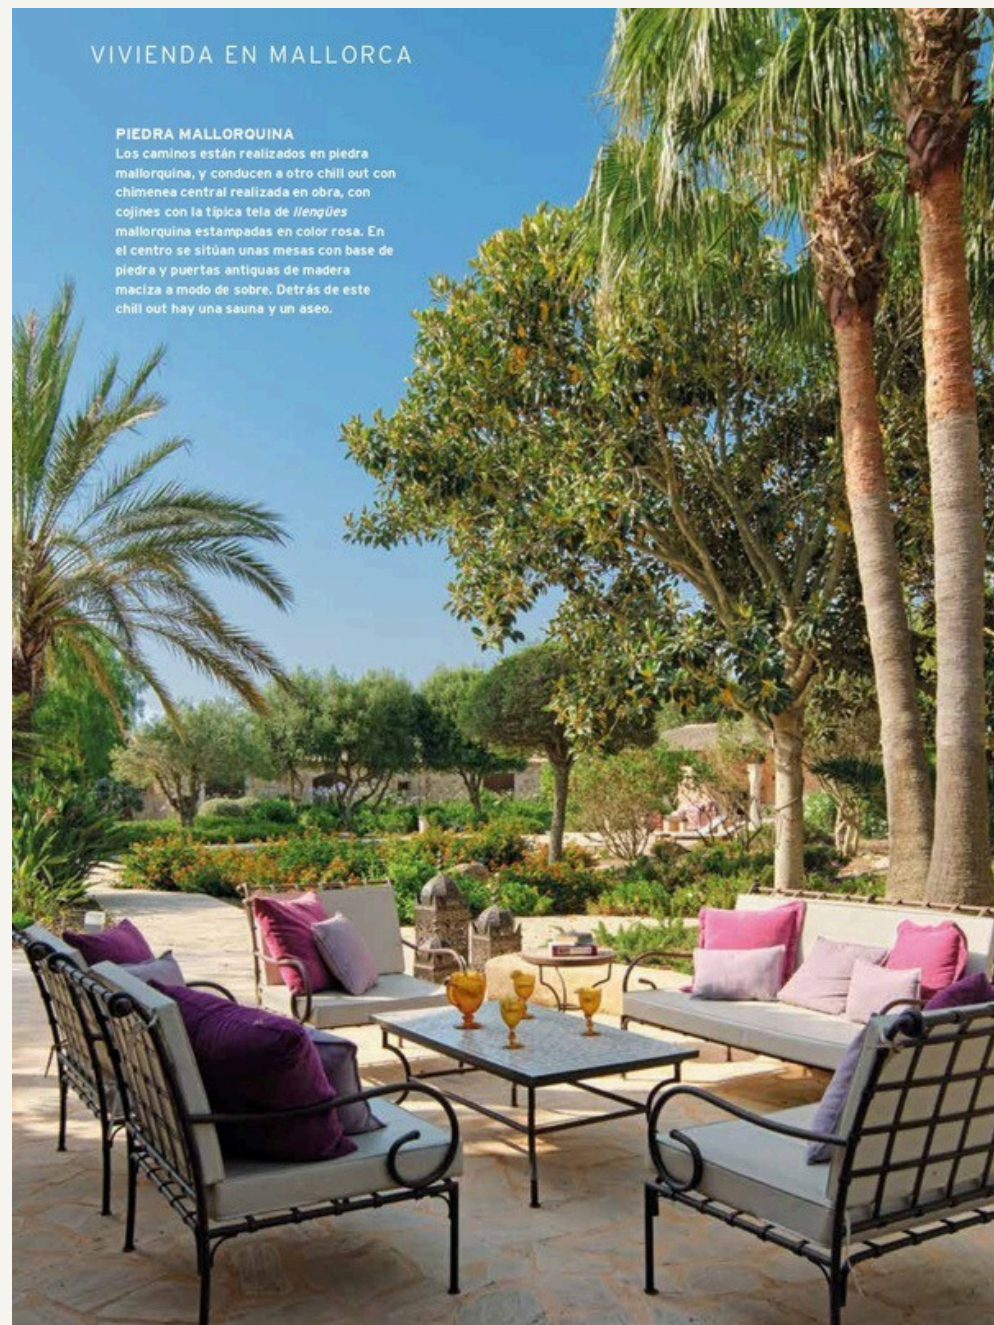 VIVIENDA EN MALLORCA
PIEDRA MALLORQUINA
Los caminos están realizados en piedra
mallorquina, y conducen a otro chill out con
chimenea central realizada en obra, con
cojines con la típica tela de llengües
mallorquina estampadas en color rosa. En
el centro se sitúan unas mesas con base de
piedra y puertas antiguas de madera
maciza a modo de sobre. Detrás de este
chill out hay una sauna y un aseo.